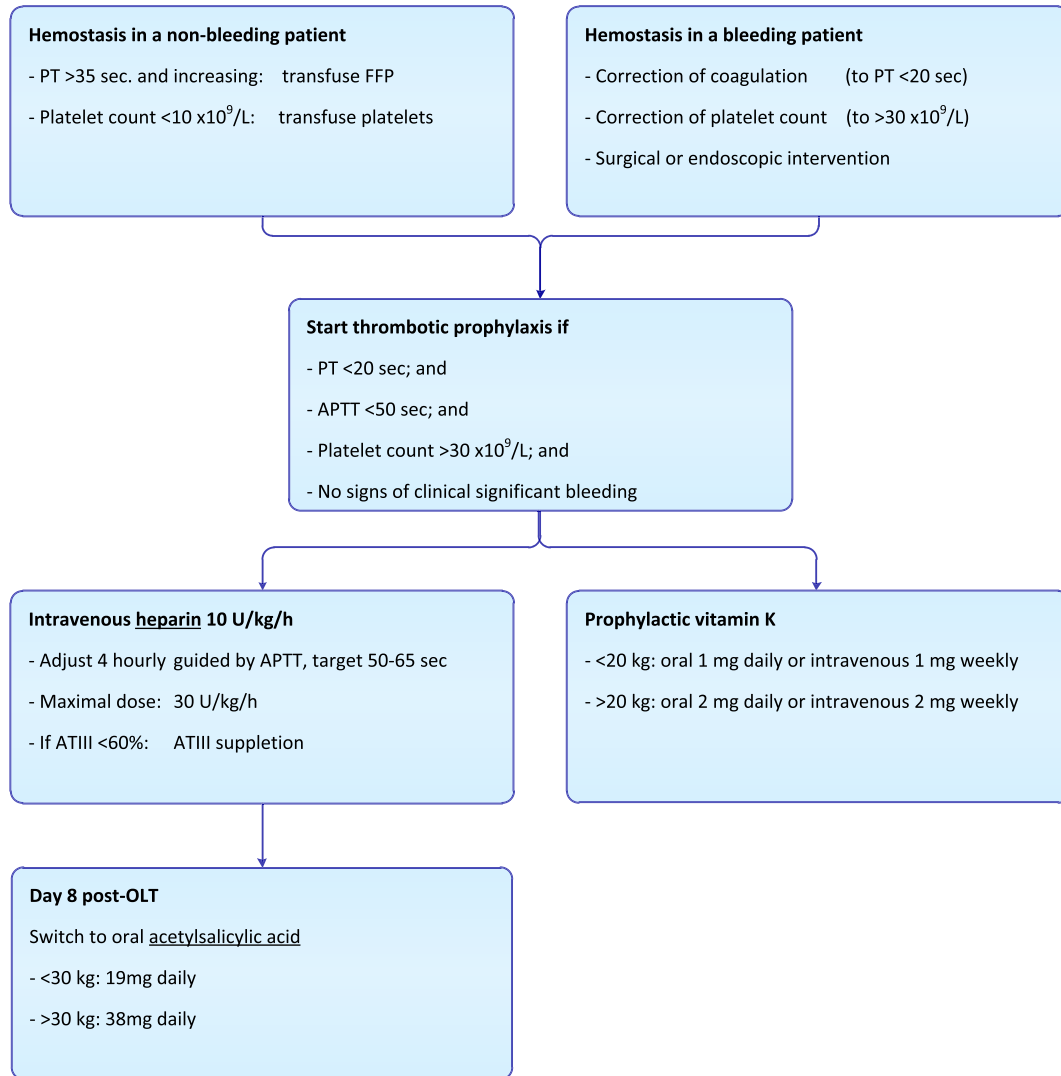 Hemostasis in a non-bleeding patient
- PT >35 sec. and increasing: transfuse FFP
- Platelet count <10 x10⁹/L: transfuse platelets
Hemostasis in a bleeding patient
- Correction of coagulation (to PT <20 sec)
- Correction of platelet count (to >30 x10⁹/L)
- Surgical or endoscopic intervention
Start thrombotic prophylaxis if
- PT <20 sec; and
- APTT <50 sec; and
- Platelet count >30 x10⁹/L; and
- No signs of clinical significant bleeding
Intravenous heparin 10 U/kg/h
- Adjust 4 hourly guided by APTT, target 50-65 sec
- Maximal dose: 30 U/kg/h
- If ATIII <60%: ATIII suppletion
Prophylactic vitamin K
- <20 kg: oral 1 mg daily or intravenous 1 mg weekly
- >20 kg: oral 2 mg daily or intravenous 2 mg weekly
Day 8 post-OLT
Switch to oral acetylsalicylic acid
- <30 kg: 19mg daily
- >30 kg: 38mg daily